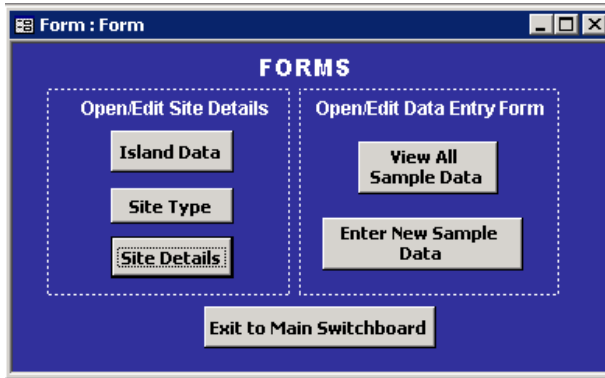 Form : Form
FORMS
Open/Edit Site Details
Island Data
Site Type
Site Details
Open/Edit Data Entry Form
View All
Sample Data
Enter New Sample
Data
Exit to Main Switchboard